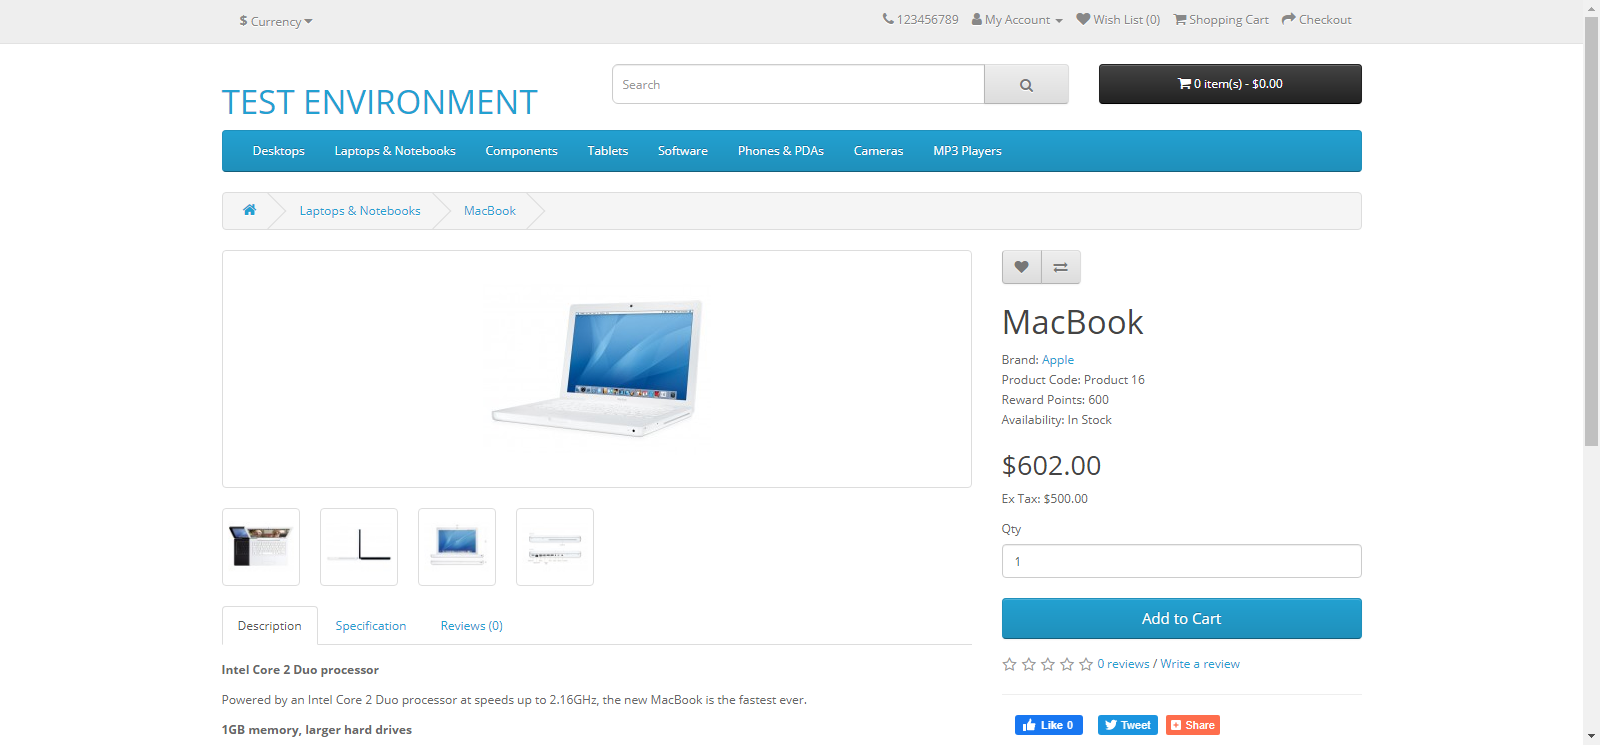 $ Currency
123456789 My Account Wish List (0) Shopping Cart Checkout
TEST ENVIRONMENT
Search
0 item(s) - $0.00
Desktops Laptops & Notebooks Components Tablets Software Phones & PDAs Cameras MP3 Players
Laptops & Notebooks MacBook
MacBook
Brand: Apple
Product Code: Product 16
Reward Points: 600
Availability: In Stock
$602.00
Ex Tax: $500.00
Qty
1
Add to Cart
0 reviews / Write a review
Like 0 Tweet Share
Description Specification Reviews (0)
Intel Core 2 Duo processor
Powered by an Intel Core 2 Duo processor at speeds up to 2.16GHz, the new MacBook is the fastest ever.
1GB memory, larger hard drives